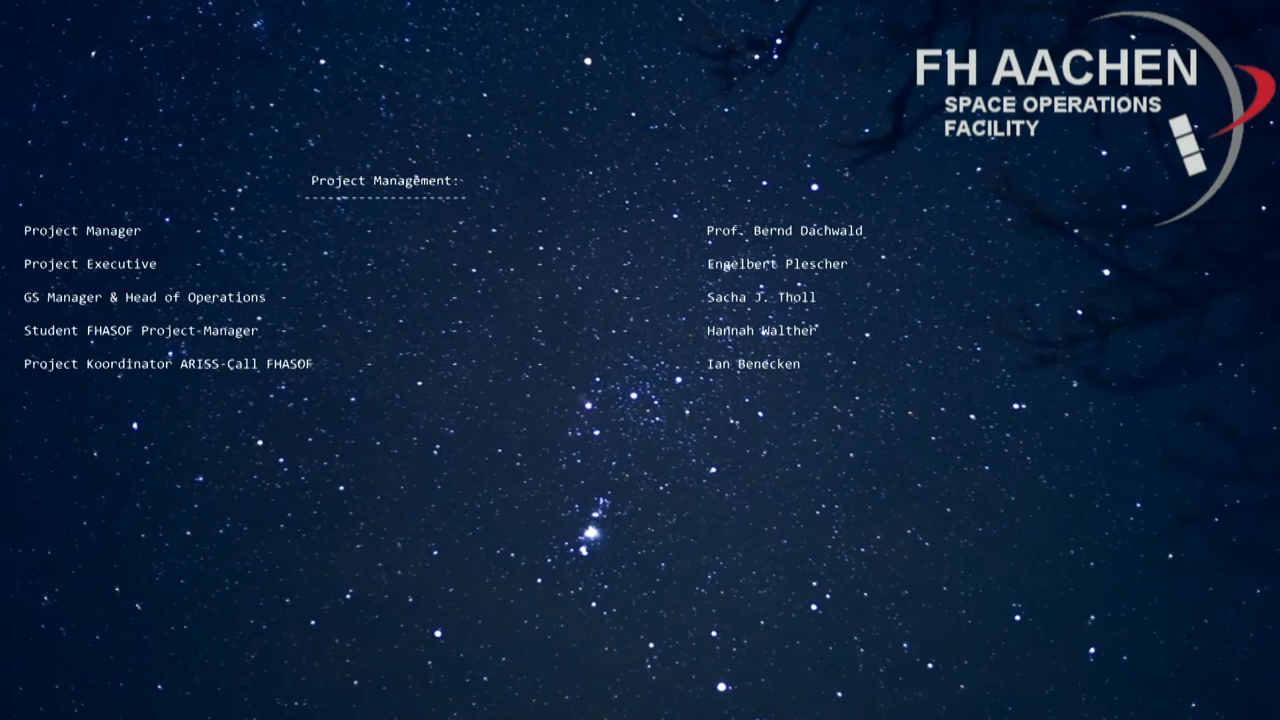 FH AACHEN
SPACE OPERATIONS
FACILITY
Project Management:
-------------------
Project Manager - - - - - - Prof. Bernd Dachwald
Project Executive - - - - - - Engelbert Plescher
GS Manager & Head of Operations - - - - - Sacha J. Tholl
Student FHASOF Project Manager - - - - - Hannah Walther
Project Koordinator ARISS-Call FHASOF - - - - Ian Benecken